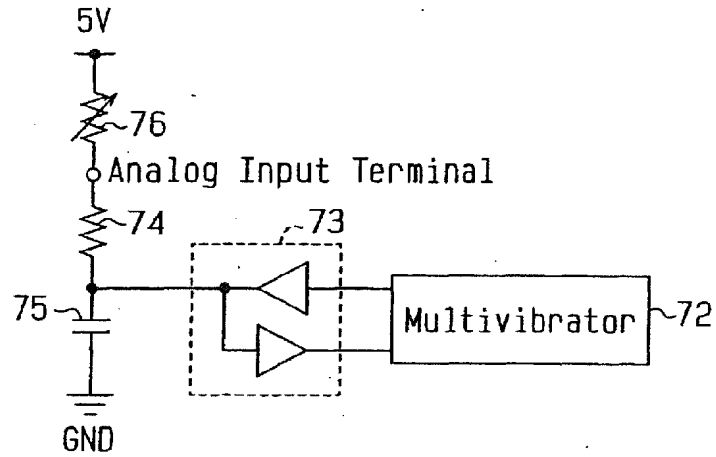 5V
76
Analog Input Terminal
74
73
75
Multivibrator
72
GND